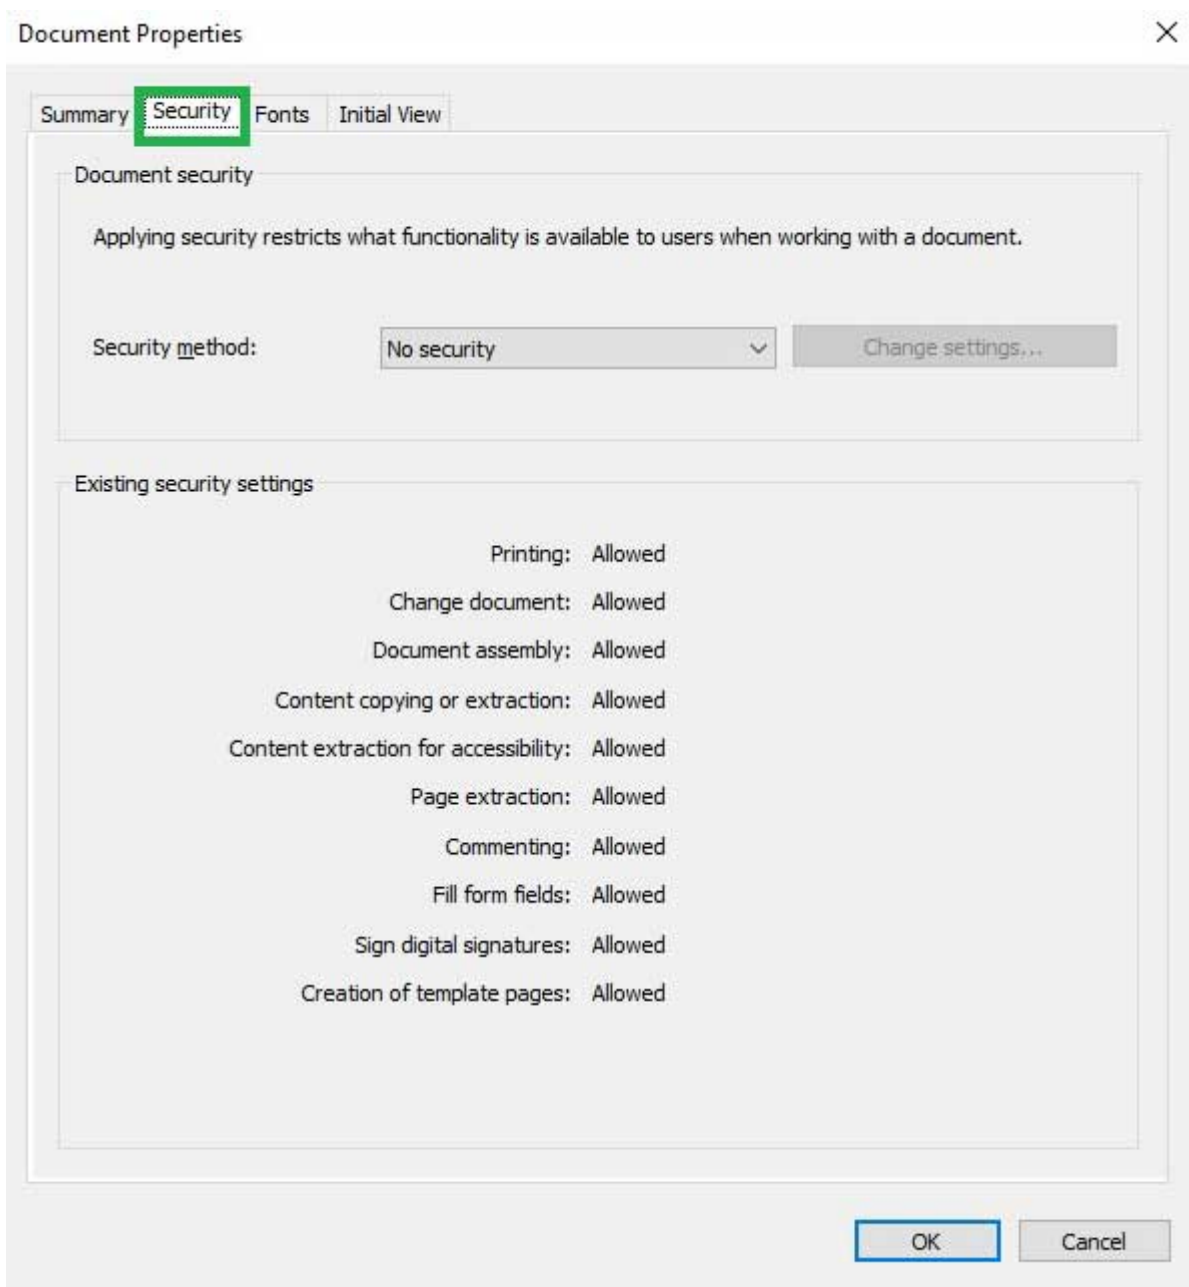 Document Properties
Summary Security Fonts Initial View
Document security
Applying security restricts what functionality is available to users when working with a document.
Security method: No security Change settings...
Existing security settings
Printing: Allowed
Change document: Allowed
Document assembly: Allowed
Content copying or extraction: Allowed
Content extraction for accessibility: Allowed
Page extraction: Allowed
Commenting: Allowed
Fill form fields: Allowed
Sign digital signatures: Allowed
Creation of template pages: Allowed
OK Cancel